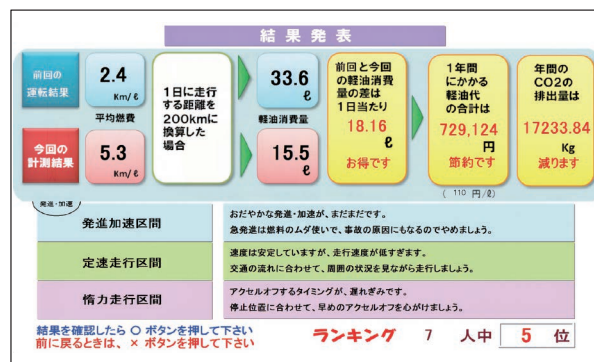 結果発表
前回の
運転結果
2.4
Km/ℓ
平均燃費
今回の
計測結果
5.3
Km/ℓ
1日に走行
する距離を
200kmに
換算した
場合
33.6
ℓ
軽油消費量
15.5
ℓ
前回と今回
の軽油消費
量の差は
1日当たり
18.16
ℓ
お得です
1年間
にかかる軽
油代
の合計は
729,124
円
節約です
(110 円/ℓ)
年間の
CO2の
排出量は
17233.84
Kg
減ります
発進・加速
発進加速区間
おだやかな発進・加速が、まだまだです。
急発進は燃料のムダ使いで、事故の原因にもなるのでやめましょう。
定速走行区間
速度は安定していますが、走行速度が低すぎます。
交通の流れに合わせて、周囲の状況を見ながら走行しましょう。
惰力走行区間
アクセルオフするタイミングが、遅れぎみです。
停止位置に合わせて、早めのアクセルオフを心がけましょう。
結果を確認したら ○ ボタンを押して下さい
前に戻るときは、× ボタンを押して下さい
ランキング 7 人中 5 位